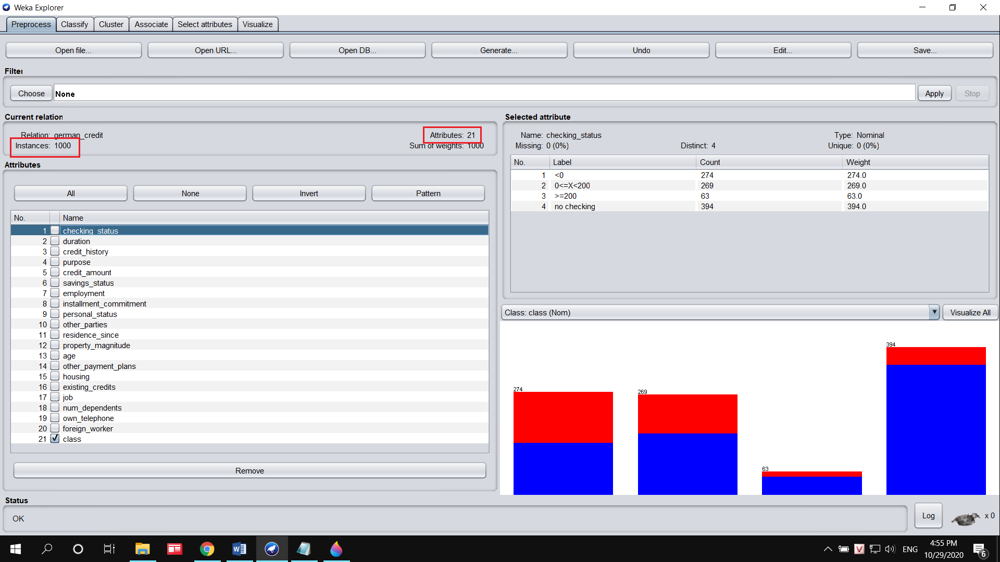 Weka Explorer
Preprocess Classify Cluster Associate Select attributes Visualize
Open file... Open URL... Open DB... Generate... Undo Edit... Save...
Filter
Choose None Apply Stop
Current relation
Relation: german_credit Attributes: 21
Instances: 1000 Sum of weights: 1000
Attributes
All None Invert Pattern
No. Name
1 checking_status
2 duration
3 credit_history
4 purpose
5 credit_amount
6 savings_status
7 employment
8 installment_commitment
9 personal_status
10 other_parties
11 residence_since
12 property_magnitude
13 age
14 other_payment_plans
15 housing
16 existing_credits
17 job
18 num_dependents
19 own_telephone
20 foreign_worker
21 class
Remove
Selected attribute
Name: checking_status Type: Nominal
Missing: 0 (0%) Distinct: 4 Unique: 0 (0%)
No. Label Count Weight
1 <0 274 274.0
2 0<=X<200 269 269.0
3 >=200 63 63.0
4 no checking 394 394.0
Class: class (Nom) Visualize All
274
269
63
394
Status
OK
Log x 0
ENG
4:55 PM
10/29/2020
6